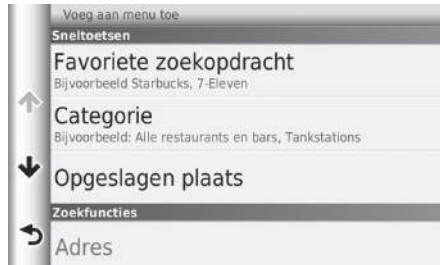 Voeg aan menu toe
Sneltoetsen
Favoriete zoekopdracht
Bijvoorbeeld Starbucks, 7-Eleven
Categorie
Bijvoorbeeld: Alle restaurants en bars, Tankstations
Opgeslagen plaats
Zoekfuncties
Adres